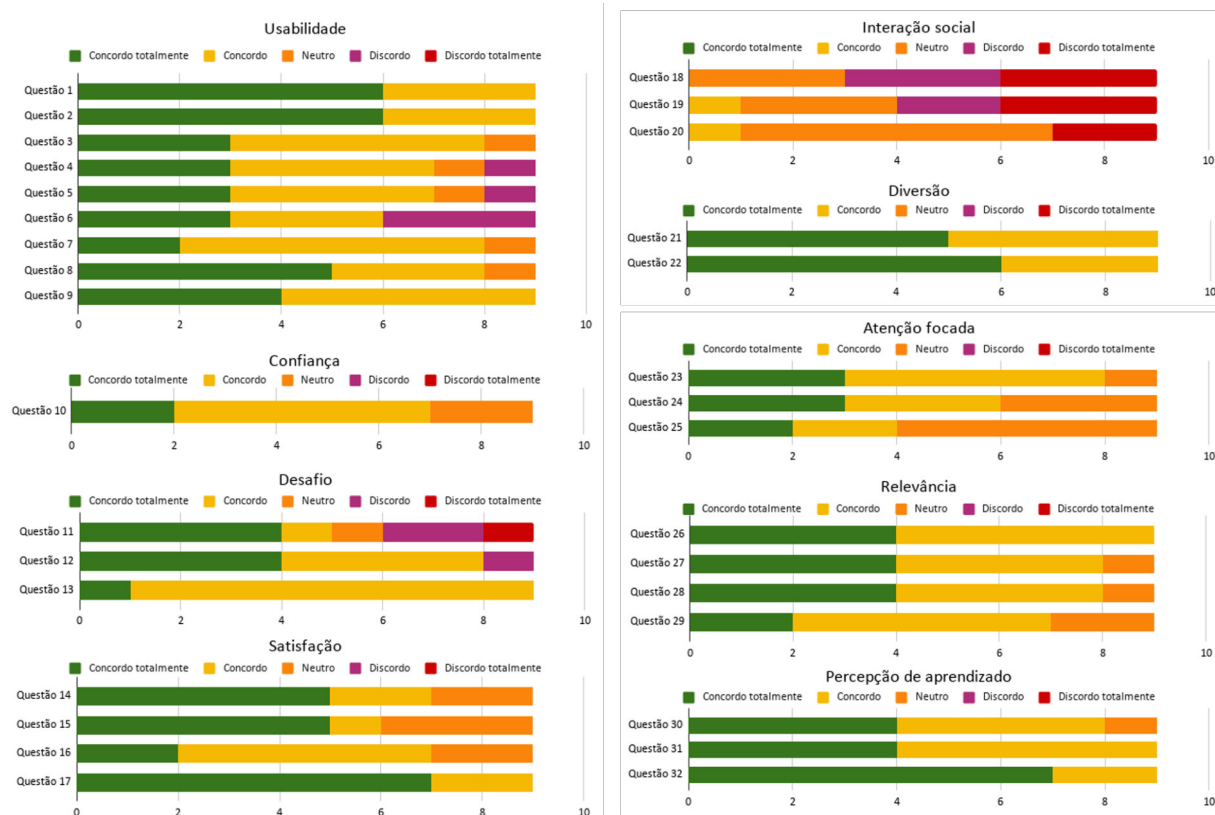 Usabilidade
Concordo totalmente Concordo Neutro Discordo Discordo totalmente
Questão 1
Questão 2
Questão 3
Questão 4
Questão 5
Questão 6
Questão 7
Questão 8
Questão 9
0 2 4 6 8 10
Confiança
Concordo totalmente Concordo Neutro Discordo Discordo totalmente
Questão 10
0 2 4 6 8 10
Desafio
Concordo totalmente Concordo Neutro Discordo Discordo totalmente
Questão 11
Questão 12
Questão 13
0 2 4 6 8 10
Satisfação
Concordo totalmente Concordo Neutro Discordo Discordo totalmente
Questão 14
Questão 15
Questão 16
Questão 17
0 2 4 6 8 10
Interação social
Concordo totalmente Concordo Neutro Discordo Discordo totalmente
Questão 18
Questão 19
Questão 20
0 2 4 6 8 10
Diversão
Concordo totalmente Concordo Neutro Discordo Discordo totalmente
Questão 21
Questão 22
0 2 4 6 8 10
Atenção focada
Concordo totalmente Concordo Neutro Discordo Discordo totalmente
Questão 23
Questão 24
Questão 25
0 2 4 6 8 10
Relevância
Concordo totalmente Concordo Neutro Discordo Discordo totalmente
Questão 26
Questão 27
Questão 28
Questão 29
0 2 4 6 8 10
Percepção de aprendizado
Concordo totalmente Concordo Neutro Discordo Discordo totalmente
Questão 30
Questão 31
Questão 32
0 2 4 6 8 10